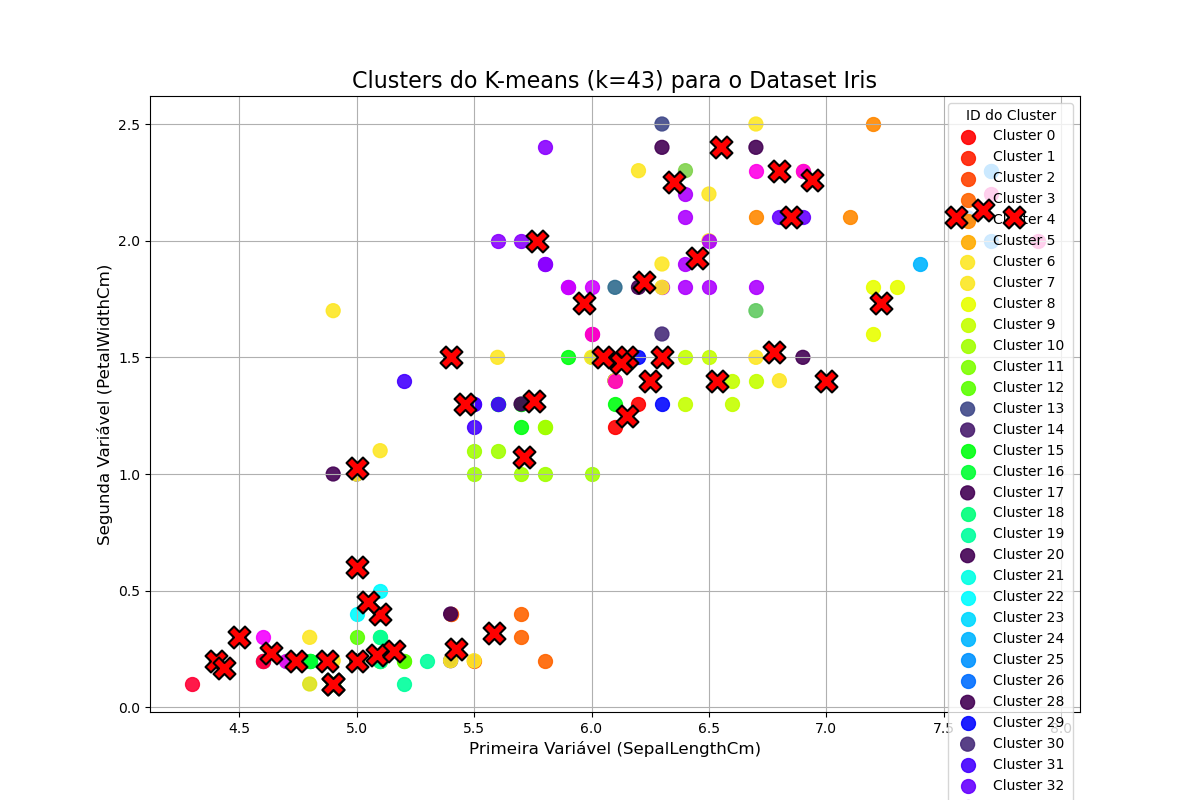 Clusters do K-means (k=43) para o Dataset Iris
Segunda Variável (PetalWidthCm)
2.5
2.0
1.5
1.0
0.5
0.0
4.5 5.0 5.5 6.0 6.5 7.0 7.5 8.0
Primeira Variável (SepalLengthCm)
ID do Cluster
Cluster 0
Cluster 1
Cluster 2
Cluster 3
Cluster 4
Cluster 5
Cluster 6
Cluster 7
Cluster 8
Cluster 9
Cluster 10
Cluster 11
Cluster 12
Cluster 13
Cluster 14
Cluster 15
Cluster 16
Cluster 17
Cluster 18
Cluster 19
Cluster 20
Cluster 21
Cluster 22
Cluster 23
Cluster 24
Cluster 25
Cluster 26
Cluster 28
Cluster 29
Cluster 30
Cluster 31
Cluster 32